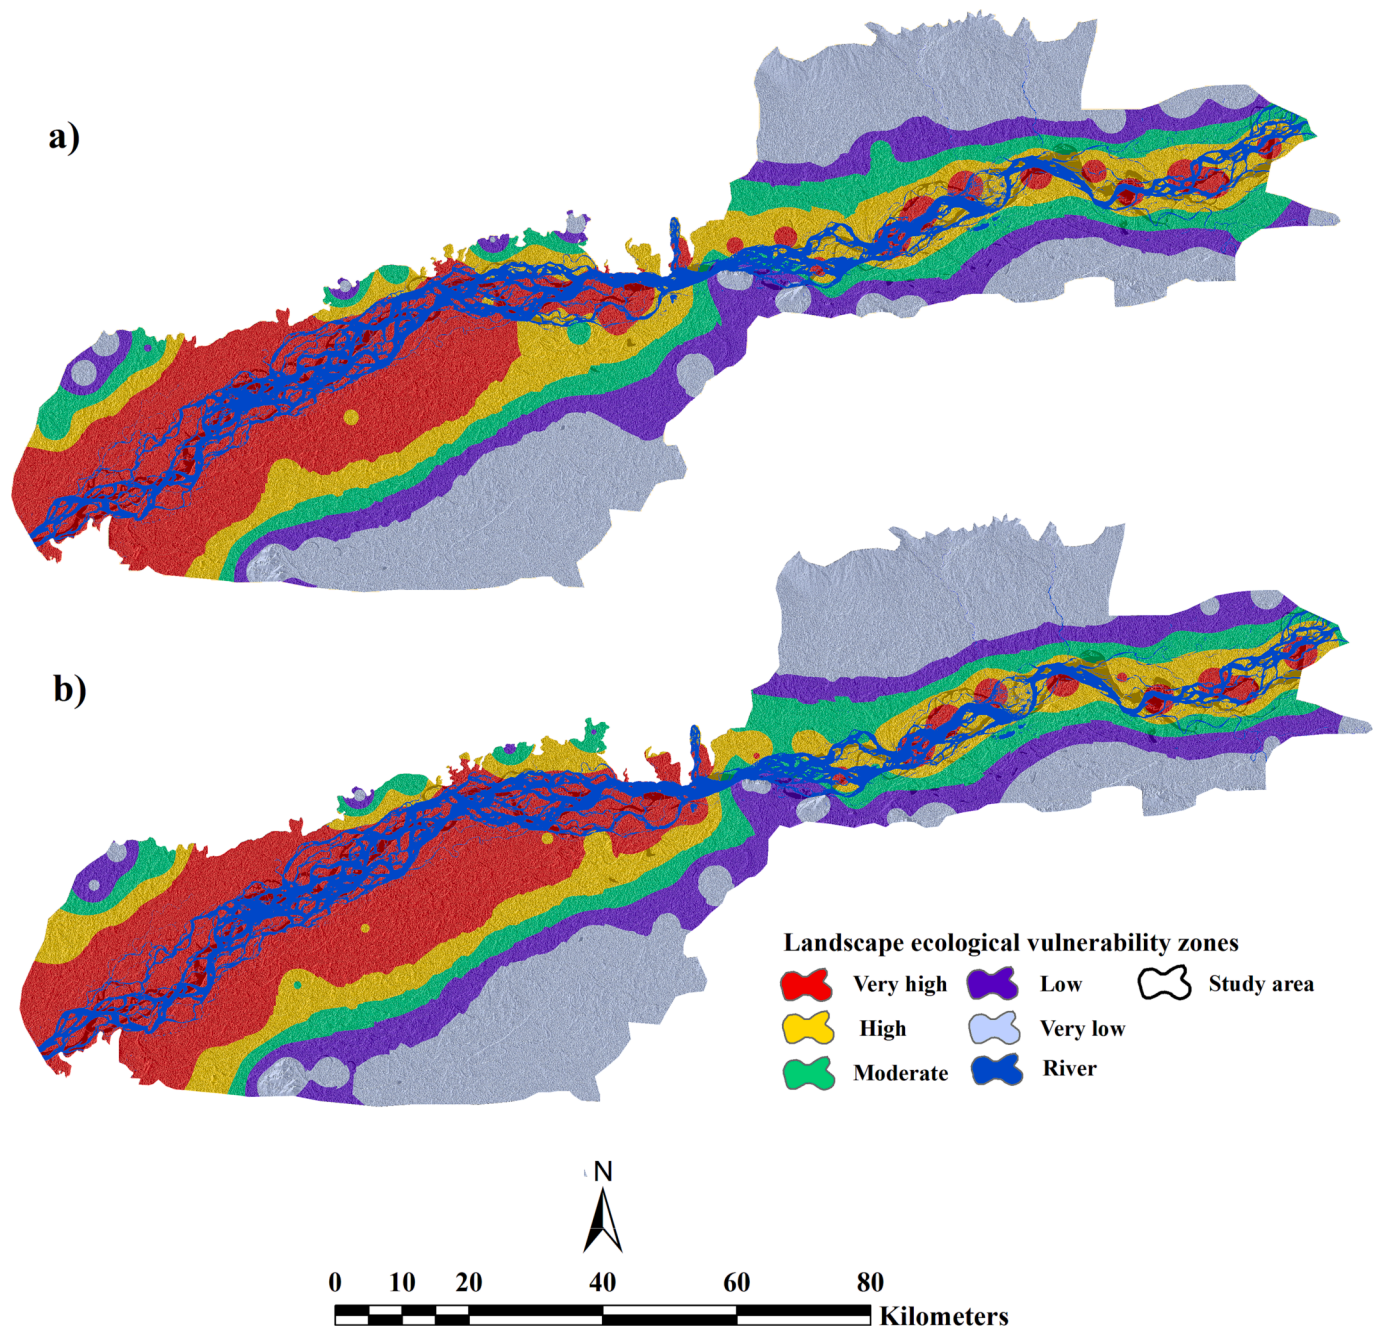 a)
b)
Landscape ecological vulnerability zones
Very high Low Study area
High Very low
Moderate River
N
0 10 20 40 60 80
Kilometers